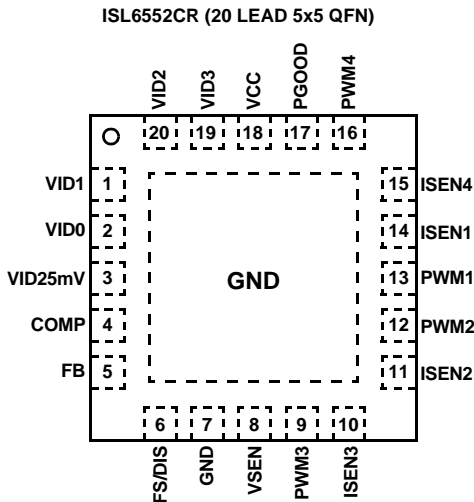 ISL6552CR (20 LEAD 5x5 QFN)
VID2 VID3 VCC PGOOD PWM4
20 19 18 17 16
VID1 1 15 ISEN4
VID0 2 14 ISEN1
VID25mV 3 GND 13 PWM1
COMP 4 12 PWM2
FB 5 11 ISEN2
6 7 8 9 10
FS/DIS GND VSEN PWM3 ISEN3